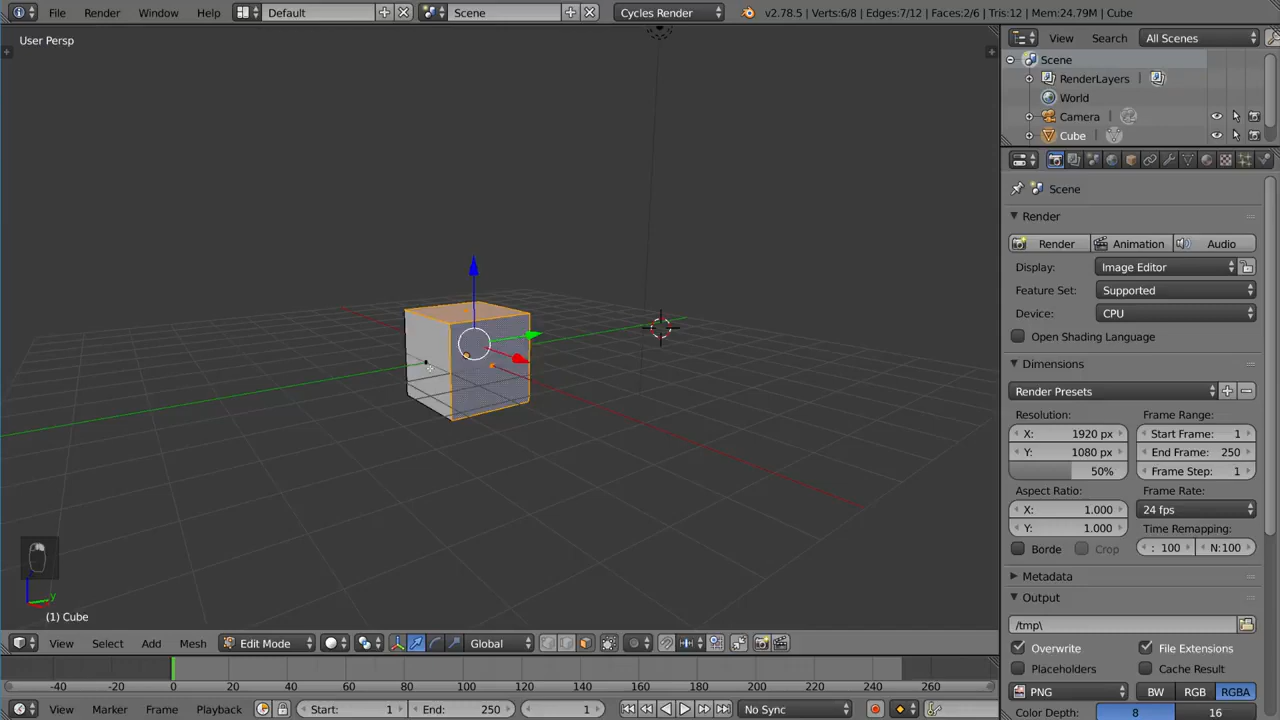 File Render Window Help Default Scene Cycles Render v2.78.5 | Verts:6/8 | Edges:7/12 | Faces:2/6 | Tris:12 | Mem:24.79M | Cube
User Persp
View Search All Scenes
Scene
RenderLayers
World
Camera
Cube
Scene
Render
Render Animation Audio
Display: Image Editor
Feature Set: Supported
Device: CPU
Open Shading Language
Dimensions
Render Presets
Resolution: Frame Range:
X: 1920 px Start Frame: 1
Y: 1080 px End Frame: 250
50% Frame Step: 1
Aspect Ratio: Frame Rate:
X: 1.000 24 fps
Y: 1.000 Time Remapping:
Borde Crop : 100 N:100
Metadata
Output
/tmp\
Overwrite File Extensions
Placeholders Cache Result
PNG BW RGB RGBA
Color Depth: 8 16
z y
(1) Cube
View Select Add Mesh Edit Mode Global
-40 -20 0 20 40 60 80 100 120 140 160 180 200 220 240 260
View Marker Frame Playback Start: 1 End: 250 1 No Sync